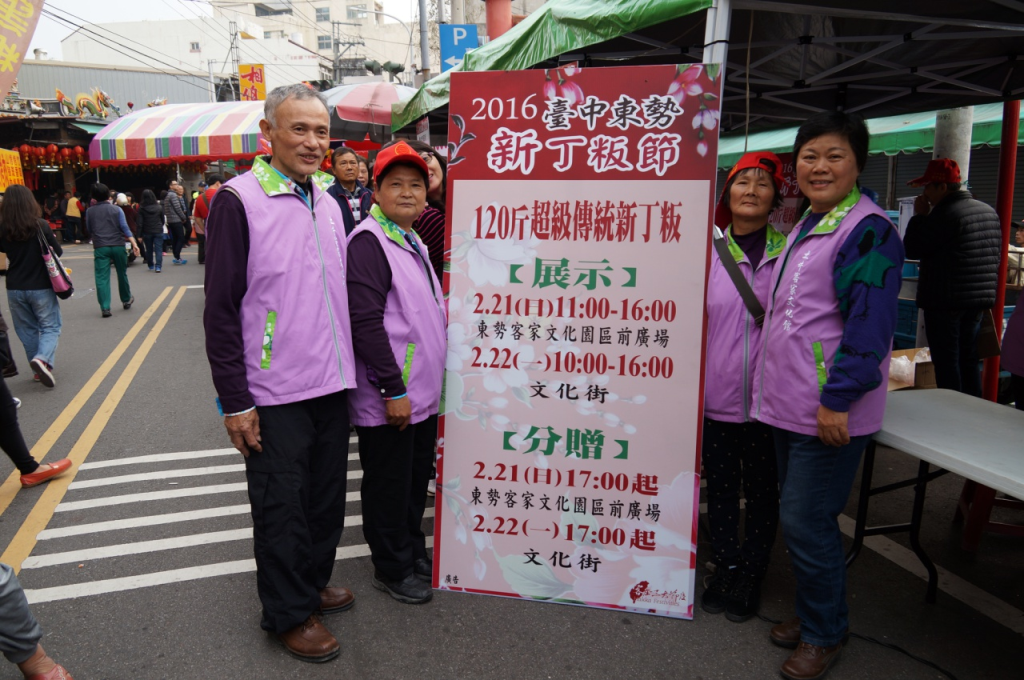 2016 臺中東勢
新丁粄節
120斤超級傳統新丁粄
【展示】
2.21(日)11:00-16:00
東勢客家文化園區前廣場
2.22(一)10:00-16:00
文化街
【分贈】
2.21(日)17:00起
東勢客家文化園區前廣場
2.22(一)17:00起
文化街
廣告
P